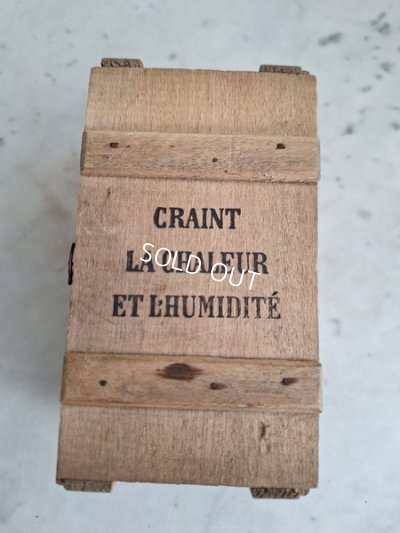 CRAINT
LA CHALEUR
SOLD OUT
ET L'HUMIDITÉ